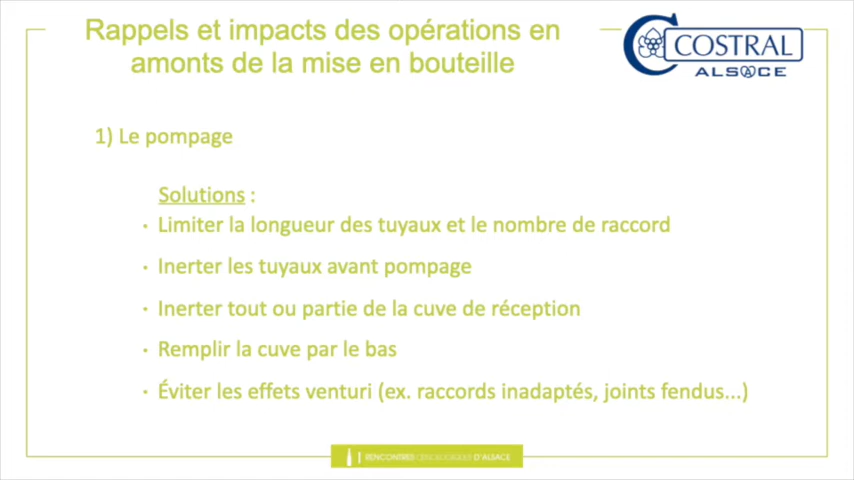 Rappels et impacts des opérations en
amonts de la mise en bouteille
COSTRAL
ALSACE
1) Le pompage
Solutions :
· Limiter la longueur des tuyaux et le nombre de raccord
· Inerter les tuyaux avant pompage
· Inerter tout ou partie de la cuve de réception
· Remplir la cuve par le bas
· Éviter les effets venturi (ex. raccords inadaptés, joints fendus...)
RENCONTRES ŒNOLOGIQUES D'ALSACE